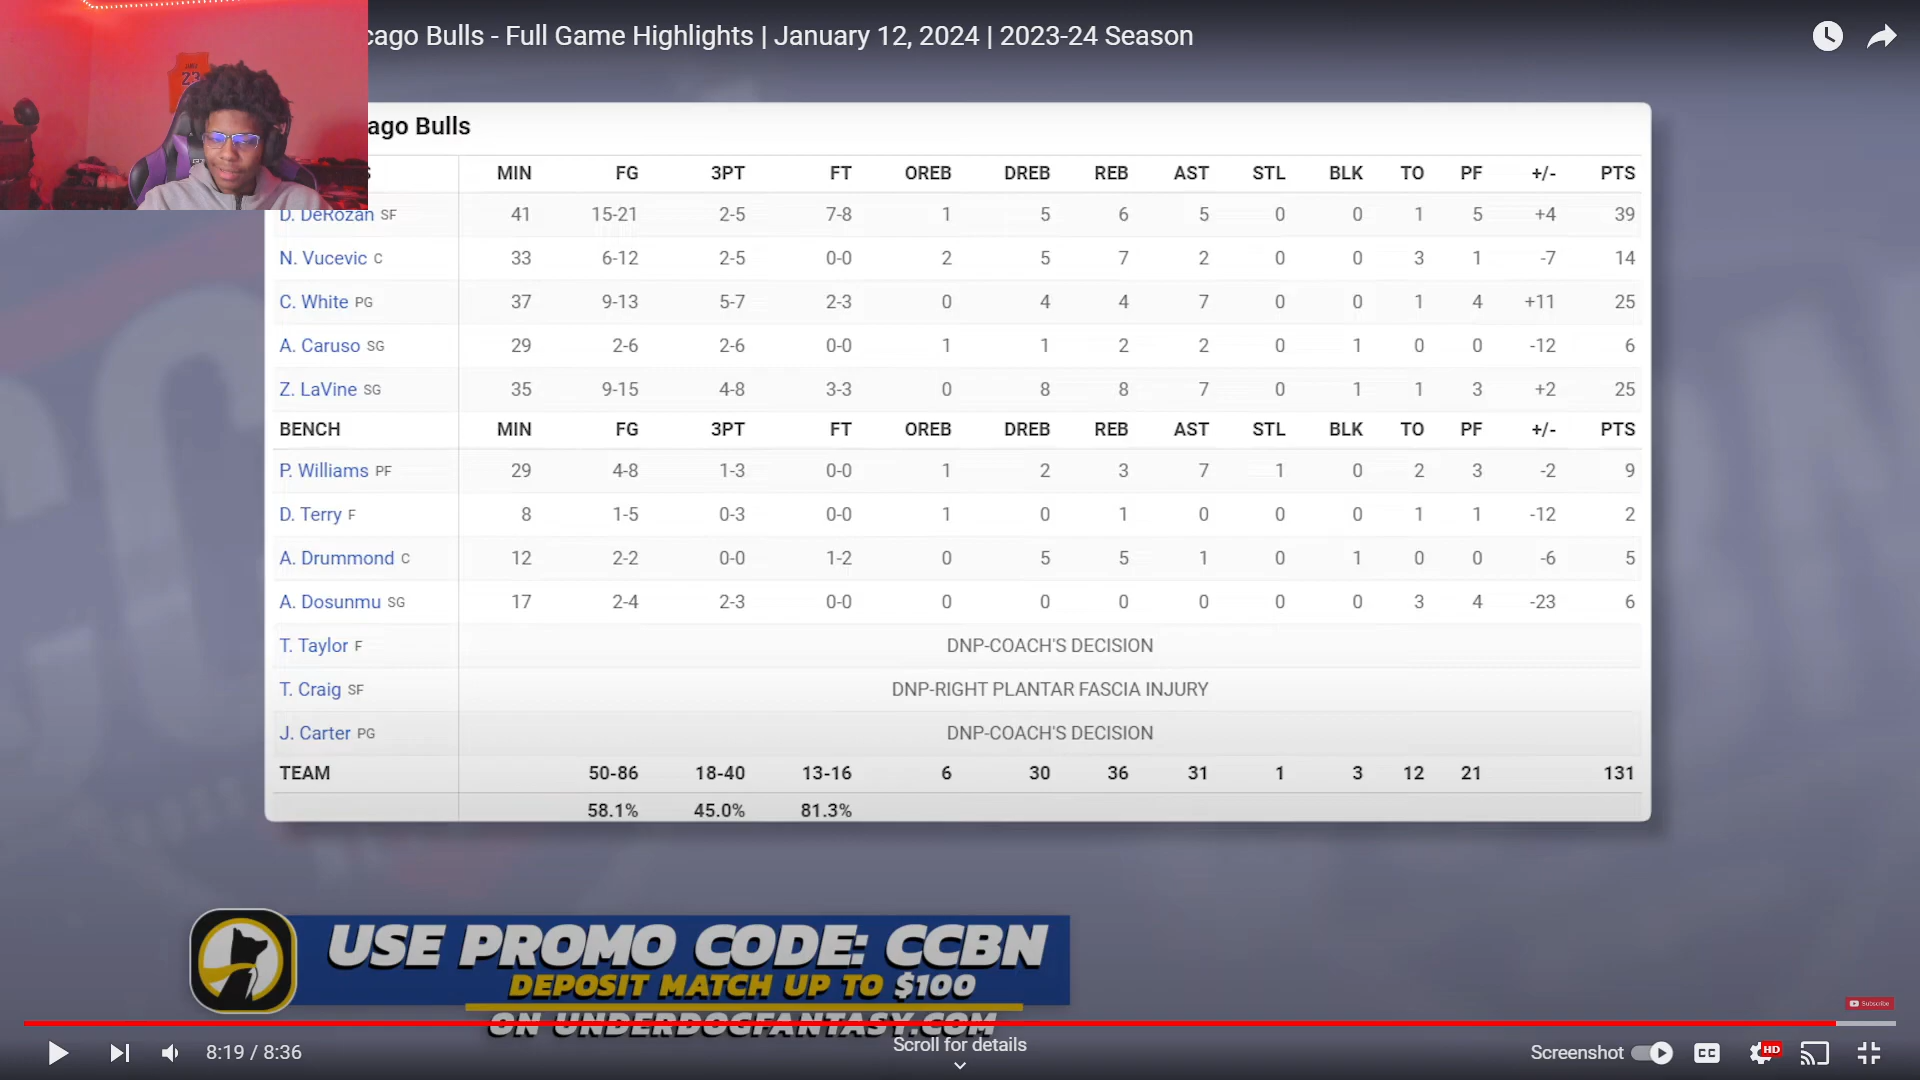 cago Bulls - Full Game Highlights | January 12, 2024 | 2023-24 Season
23
ago Bulls
S MIN FG 3PT FT OREB DREB REB AST STL BLK TO PF +/- PTS
D. DeRozan SF 41 15-21 2-5 7-8 1 5 6 5 0 0 1 5 +4 39
N. Vucevic C 33 6-12 2-5 0-0 2 5 7 2 0 0 3 1 -7 14
C. White PG 37 9-13 5-7 2-3 0 4 4 7 0 0 1 4 +11 25
A. Caruso SG 29 2-6 2-6 0-0 1 1 2 2 0 1 0 0 -12 6
Z. LaVine SG 35 9-15 4-8 3-3 0 8 8 7 0 1 1 3 +2 25
BENCH MIN FG 3PT FT OREB DREB REB AST STL BLK TO PF +/- PTS
P. Williams PF 29 4-8 1-3 0-0 1 2 3 7 1 0 2 3 -2 9
D. Terry F 8 1-5 0-3 0-0 1 0 1 0 0 0 1 1 -12 2
A. Drummond C 12 2-2 0-0 1-2 0 5 5 1 0 1 0 0 -6 5
A. Dosunmu SG 17 2-4 2-3 0-0 0 0 0 0 0 0 3 4 -23 6
T. Taylor F DNP-COACH'S DECISION
T. Craig SF DNP-RIGHT PLANTAR FASCIA INJURY
J. Carter PG DNP-COACH'S DECISION
TEAM 50-86 18-40 13-16 6 30 36 31 1 3 12 21 131
58.1% 45.0% 81.3%
USE PROMO CODE: CCBN
DEPOSIT MATCH UP TO $100
ON UNDERDOGFANTASY.COM
Subscribe
Scroll for details
8:19 / 8:36
Screenshot
CC
HD